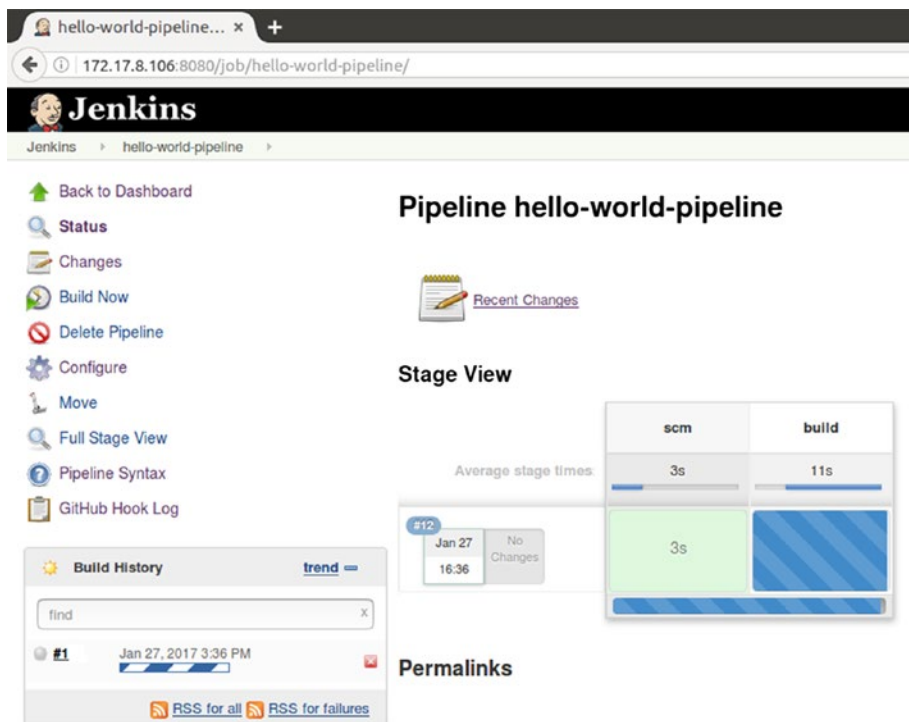 hello-world-pipeline... × +
172.17.8.106:8080/job/hello-world-pipeline/
Jenkins
Jenkins hello-world-pipeline
Back to Dashboard
Status
Changes
Build Now
Delete Pipeline
Configure
Move
Full Stage View
Pipeline Syntax
GitHub Hook Log
Build History trend
find x
#1 Jan 27, 2017 3:36 PM
RSS for all RSS for failures
Pipeline hello-world-pipeline
Recent Changes
Stage View
scm build
Average stage times: 3s 11s
#12
Jan 27
16:36
No
Changes
3s
Permalinks